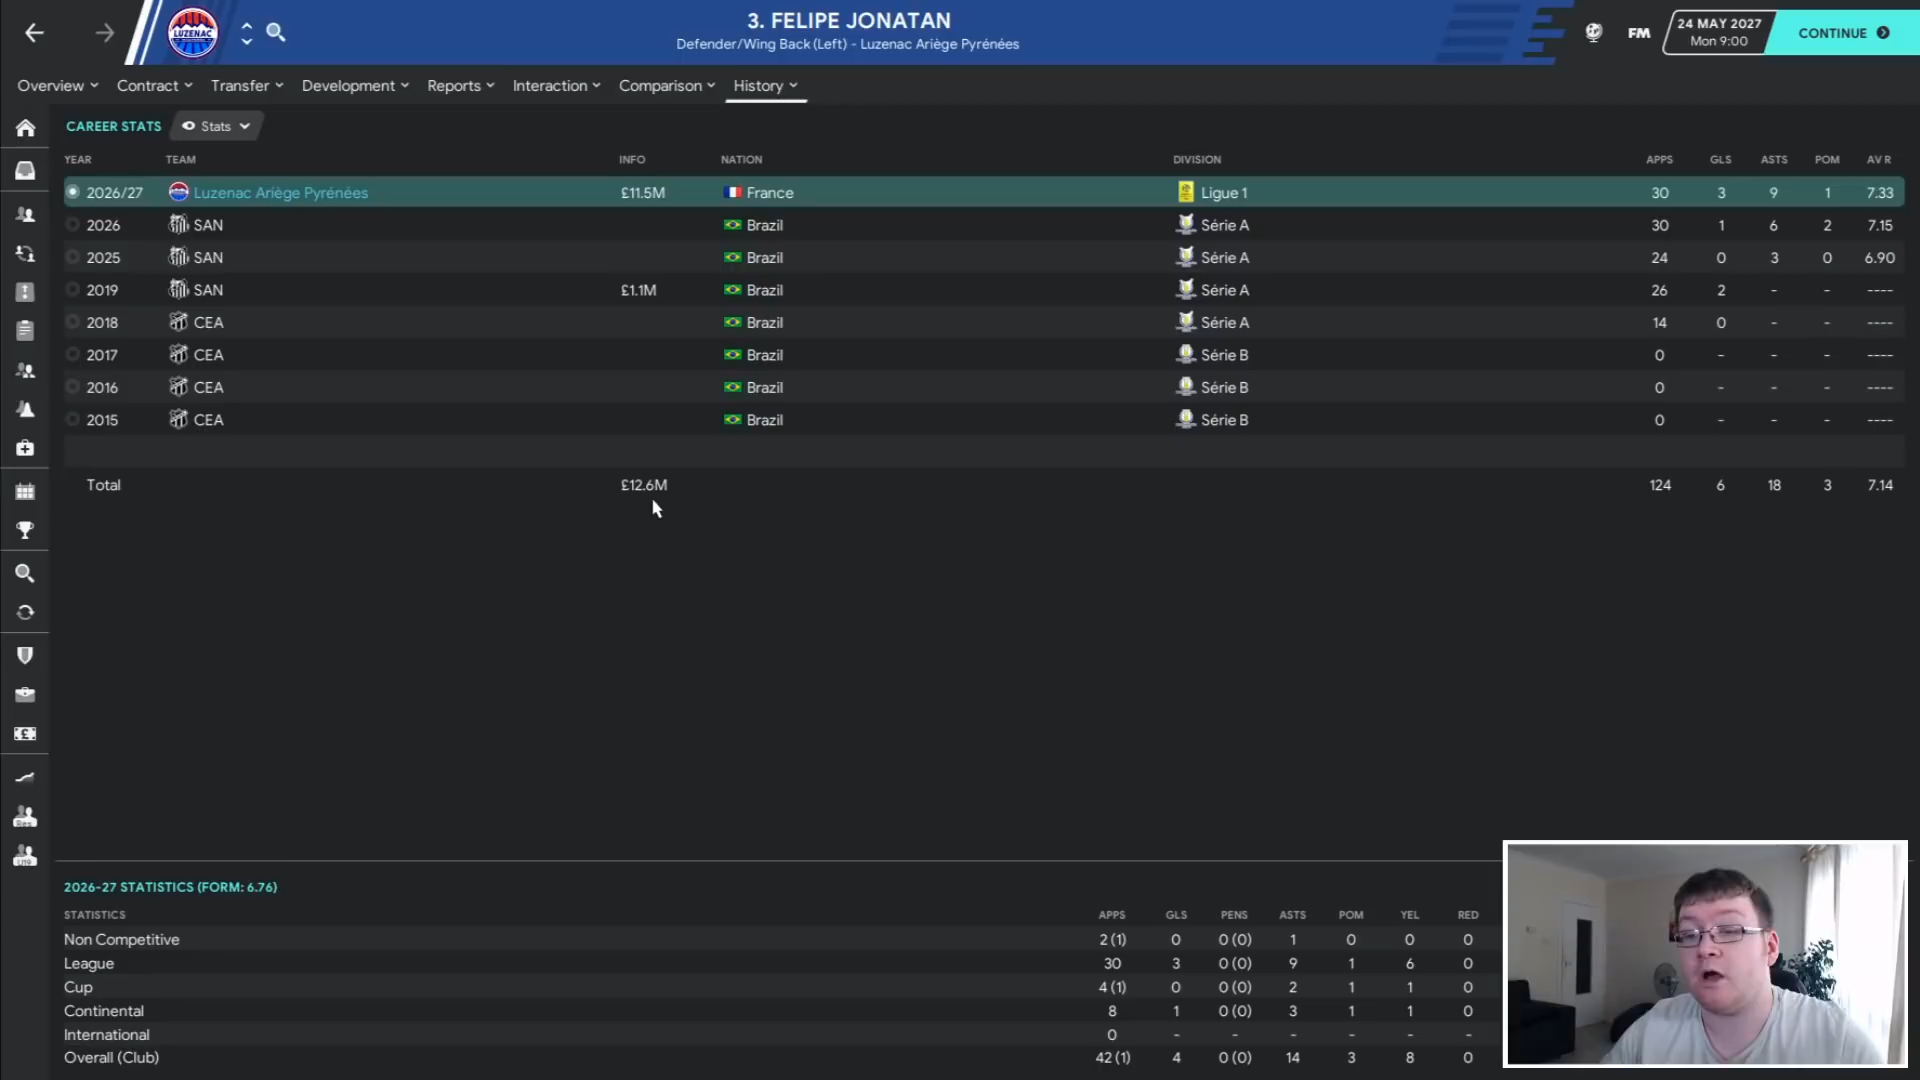 3. FELIPE JONATAN
Defender/Wing Back (Left) - Luzenac Ariège Pyrénées
LUZENAC
FM
24 MAY 2027
Mon 9:00
CONTINUE
Overview Contract Transfer Development Reports Interaction Comparison History
CAREER STATS Stats
YEAR TEAM INFO NATION DIVISION APPS GLS ASTS POM AV R
2026/27 Luzenac Ariège Pyrénées £11.5M France Ligue 1 30 3 9 1 7.33
2026 SAN Brazil Série A 30 1 6 2 7.15
2025 SAN Brazil Série A 24 0 3 0 6.90
2019 SAN £1.1M Brazil Série A 26 2 - - ----
2018 CEA Brazil Série A 14 0 - - ----
2017 CEA Brazil Série B 0 - - - ----
2016 CEA Brazil Série B 0 - - - ----
2015 CEA Brazil Série B 0 - - - ----
Total £12.6M 124 6 18 3 7.14
2026-27 STATISTICS (FORM: 6.76)
STATISTICS APPS GLS PENS ASTS POM YEL RED
Non Competitive 2 (1) 0 0 (0) 1 0 0 0
League 30 3 0 (0) 9 1 6 0
Cup 4 (1) 0 0 (0) 2 1 1 0
Continental 8 1 0 (0) 3 1 1 0
International 0 - - - - - -
Overall (Club) 42 (1) 4 0 (0) 14 3 8 0
Res
U19